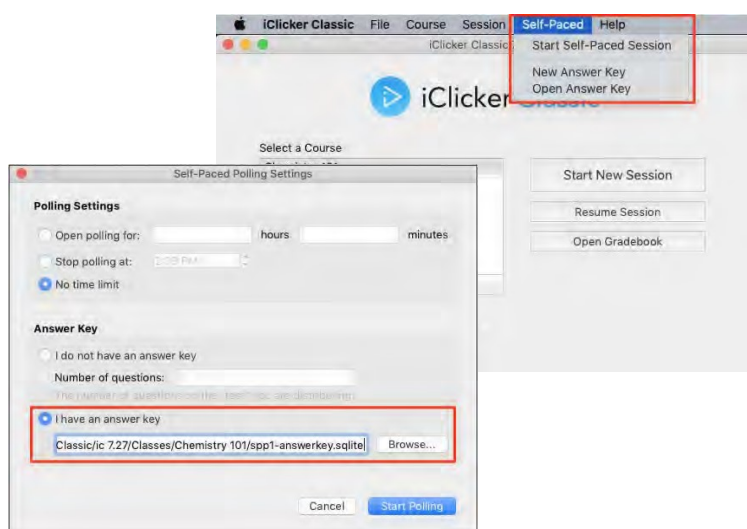 iClicker Classic File Course Session Self-Paced Help
iClicker Classic
Start Self-Paced Session
New Answer Key
Open Answer Key
iClicker Classic
Select a Course
Start New Session
Resume Session
Open Gradebook
Self-Paced Polling Settings
Polling Settings
Open polling for: hours minutes
Stop polling at:
No time limit
Answer Key
I do not have an answer key
Number of questions:
I have an answer key
Classic/ic 7.27/Classes/Chemistry 101/spp1-answerkey.sqlite Browse...
Cancel Start Polling